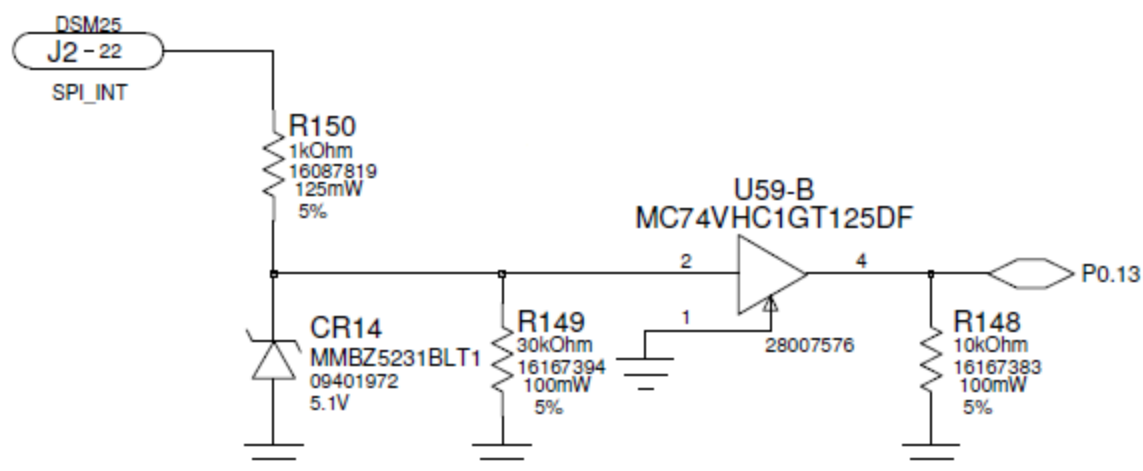 DSM25
J2 - 22
SPI_INT
R150
1kOhm
16087819
125mW
5%
U59-B
MC74VHC1GT125DF
2
4
P0.13
1
28007576
CR14
MMBZ5231BLT1
09401972
5.1V
R149
30kOhm
16167394
100mW
5%
R148
10kOhm
16167383
100mW
5%